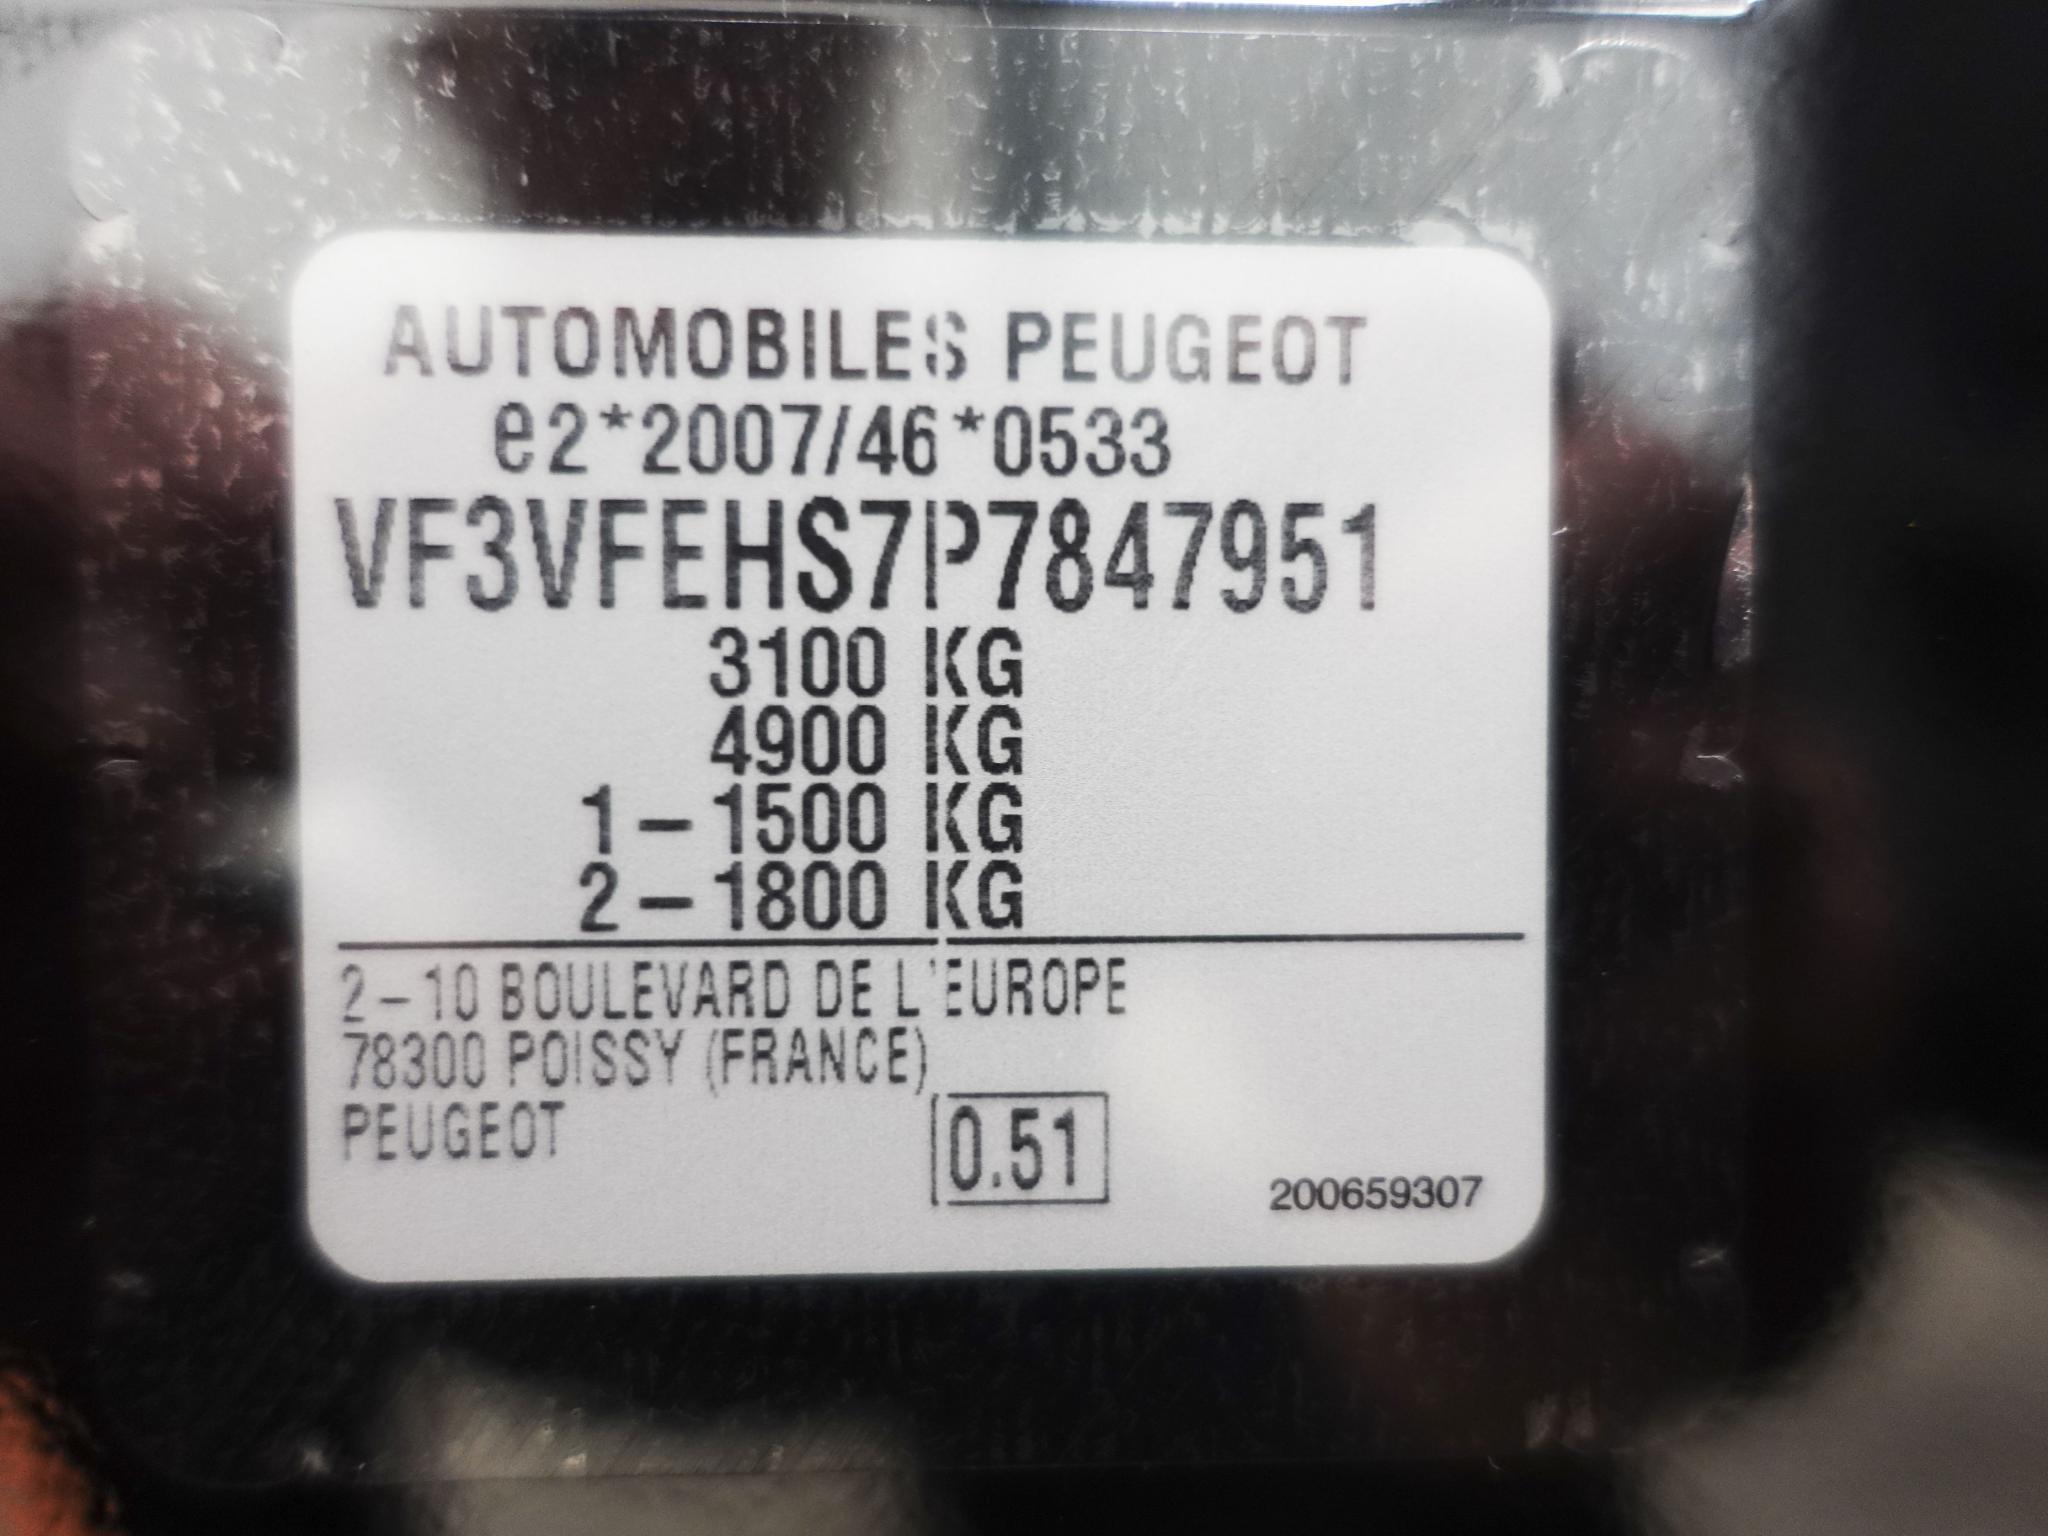 AUTOMOBILES PEUGEOT
e2*2007/46*0533
VF3VFEHS7P7847951
3100 KG
4900 KG
1-1500 KG
2-1800 KG
2-10 BOULEVARD DE L'EUROPE
78300 POISSY (FRANCE)
PEUGEOT
0.51
200659307